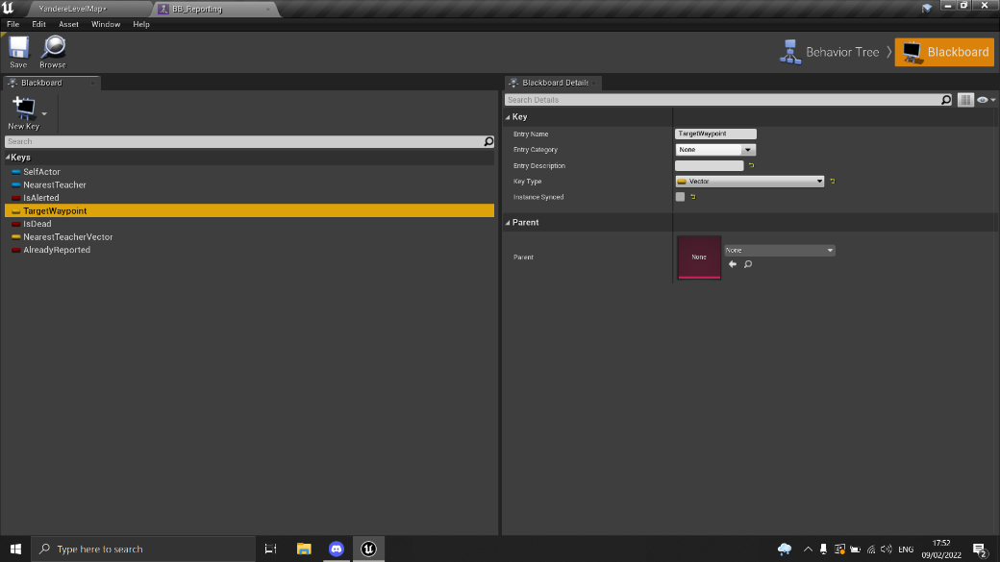 YandereLevelMap*
BB_Reporting
File Edit Asset Window Help
Save
Browse
Behavior Tree
Blackboard
Blackboard
New Key
Search
Keys
SelfActor
NearestTeacher
IsAlerted
TargetWaypoint
IsDead
NearestTeacherVector
AlreadyReported
Blackboard Details
Search Details
Key
Entry Name TargetWaypoint
Entry Category None
Entry Description
Key Type Vector
Instance Synced
Parent
Parent None None
Type here to search
ENG
17:52
09/02/2022
2